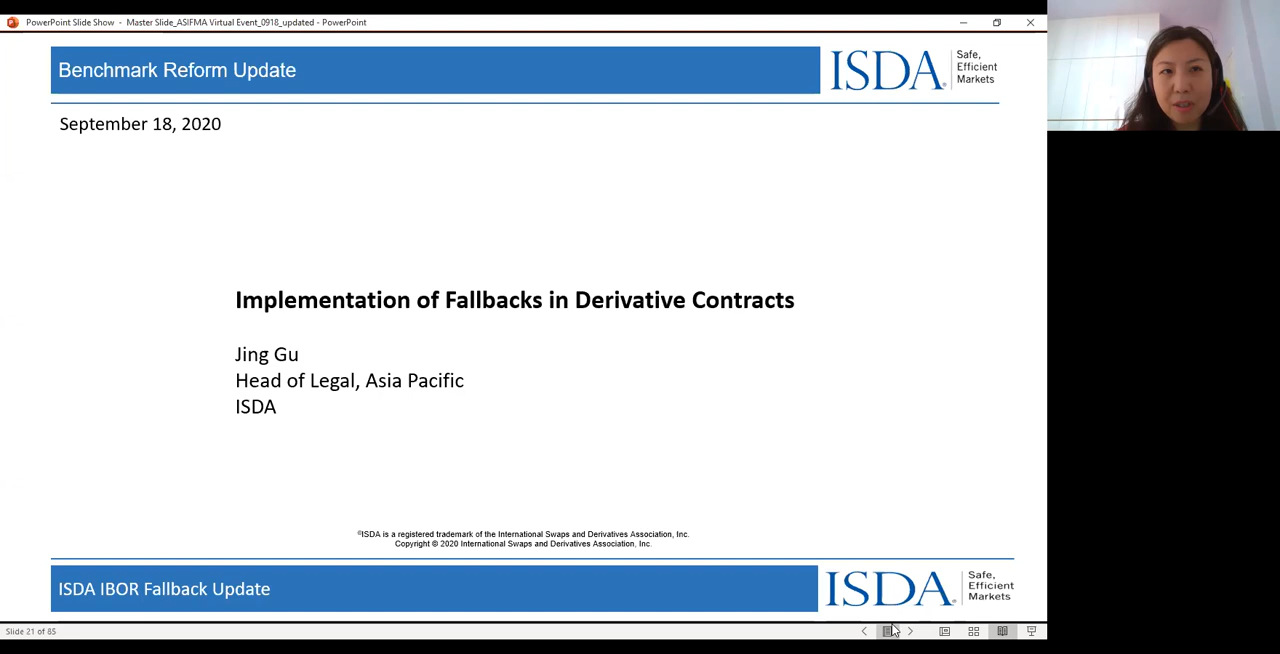 PowerPoint Slide Show - Master Slide_ASIFMA Virtual Event_0918_updated - PowerPoint
Benchmark Reform Update
ISDA®
Safe,
Efficient
Markets
September 18, 2020
Implementation of Fallbacks in Derivative Contracts
Jing Gu
Head of Legal, Asia Pacific
ISDA
©ISDA is a registered trademark of the International Swaps and Derivatives Association, Inc.
Copyright © 2020 International Swaps and Derivatives Association, Inc.
ISDA IBOR Fallback Update
ISDA®
Safe,
Efficient
Markets
Slide 21 of 85